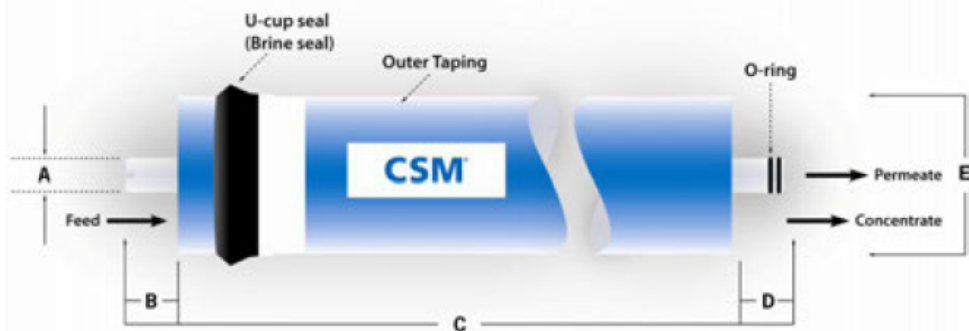 U-cup seal
(Brine seal)
Outer Taping
O-ring
CSM
A
E
Permeate
Feed
Concentrate
B
D
C